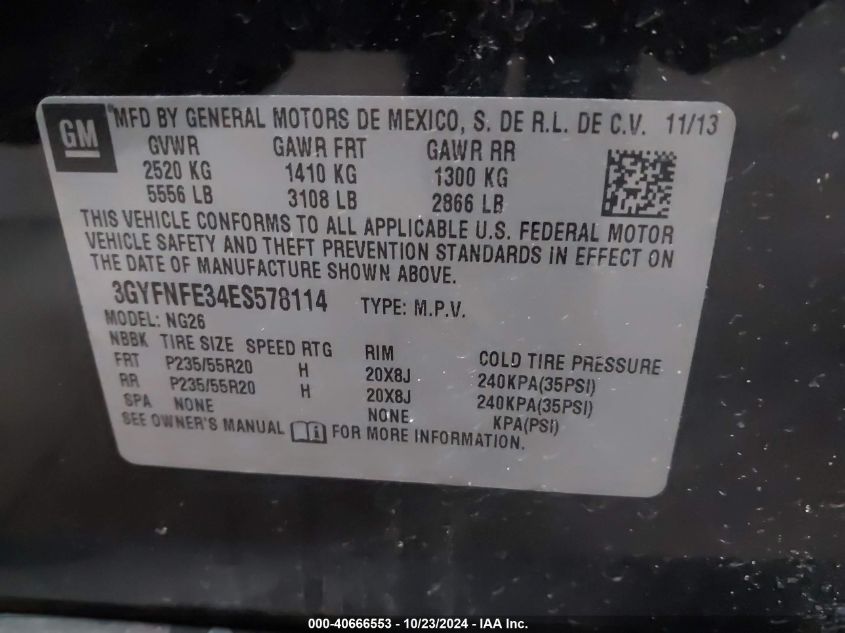 GM
®MFD BY GENERAL MOTORS DE MEXICO, S. DE R.L. DE C.V. 11/13
GVWR GAWR FRT GAWR RR
2520 KG 1410 KG 1300 KG
5556 LB 3108 LB 2866 LB
THIS VEHICLE CONFORMS TO ALL APPLICABLE U.S. FEDERAL MOTOR
VEHICLE SAFETY AND THEFT PREVENTION STANDARDS IN EFFECT ON
THE DATE OF MANUFACTURE SHOWN ABOVE.
3GYFNFE34ES578114 TYPE: M.P.V.
MODEL: NG26
NBBK TIRE SIZE SPEED RTG RIM COLD TIRE PRESSURE
FRT P235/55R20 H 20X8J 240KPA(35PSI)
RR P235/55R20 H 20X8J 240KPA(35PSI)
SPA NONE NONE KPA(PSI)
SEE OWNER'S MANUAL FOR MORE INFORMATION.
000-40666553 - 10/23/2024 - IAA Inc.